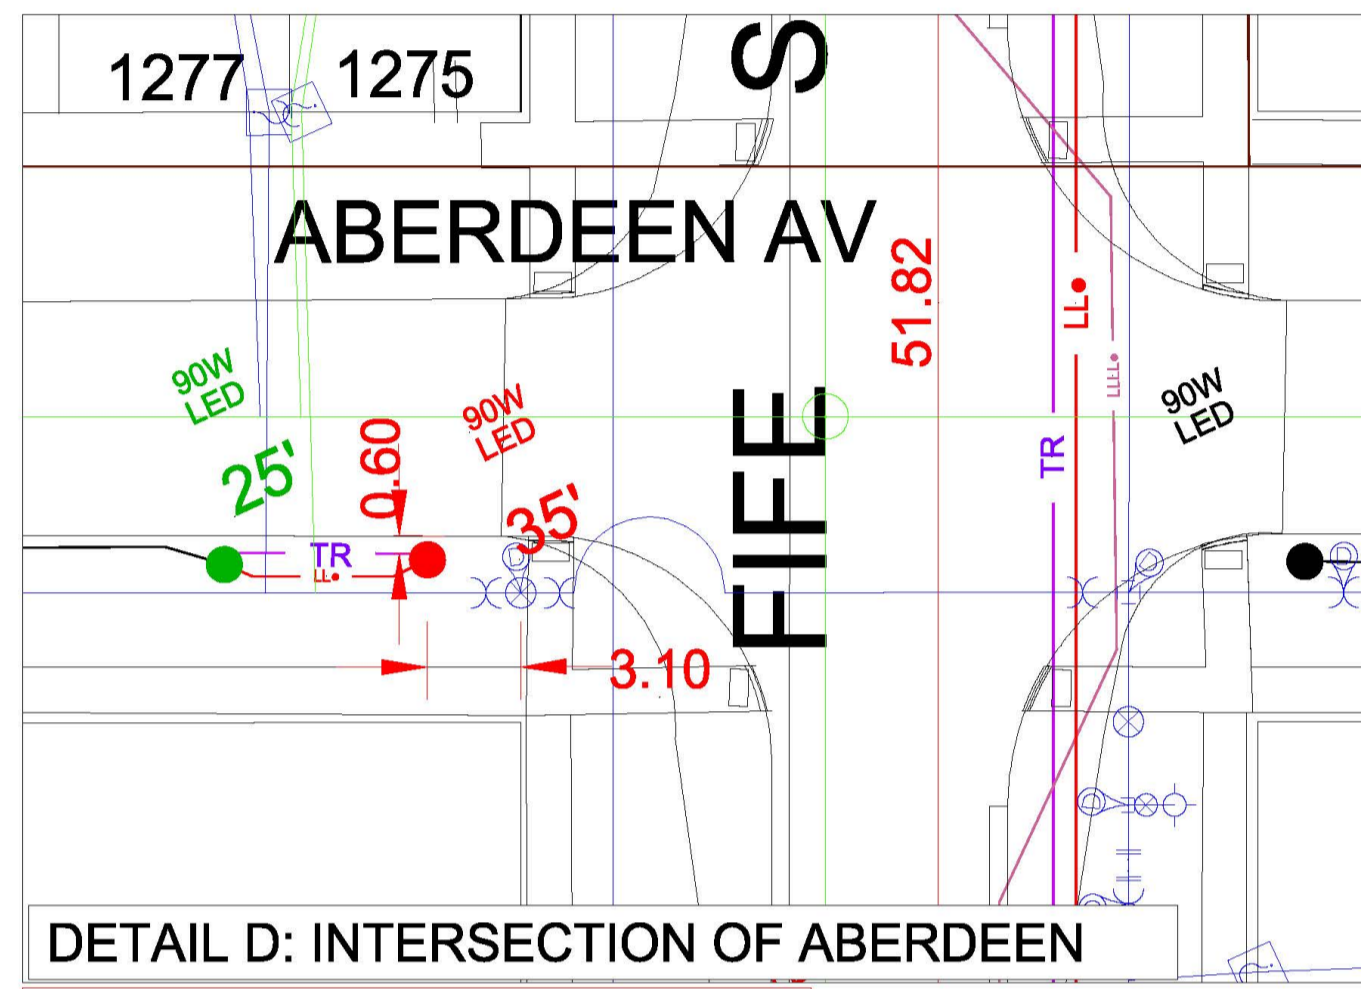 1277
1275
S
ABERDEEN AV
51.82
LL
90W
LED
90W
LED
90W
LED
25'
0.60
35'
FIFE
TR
TR
LL
3.10
DETAIL D: INTERSECTION OF ABERDEEN